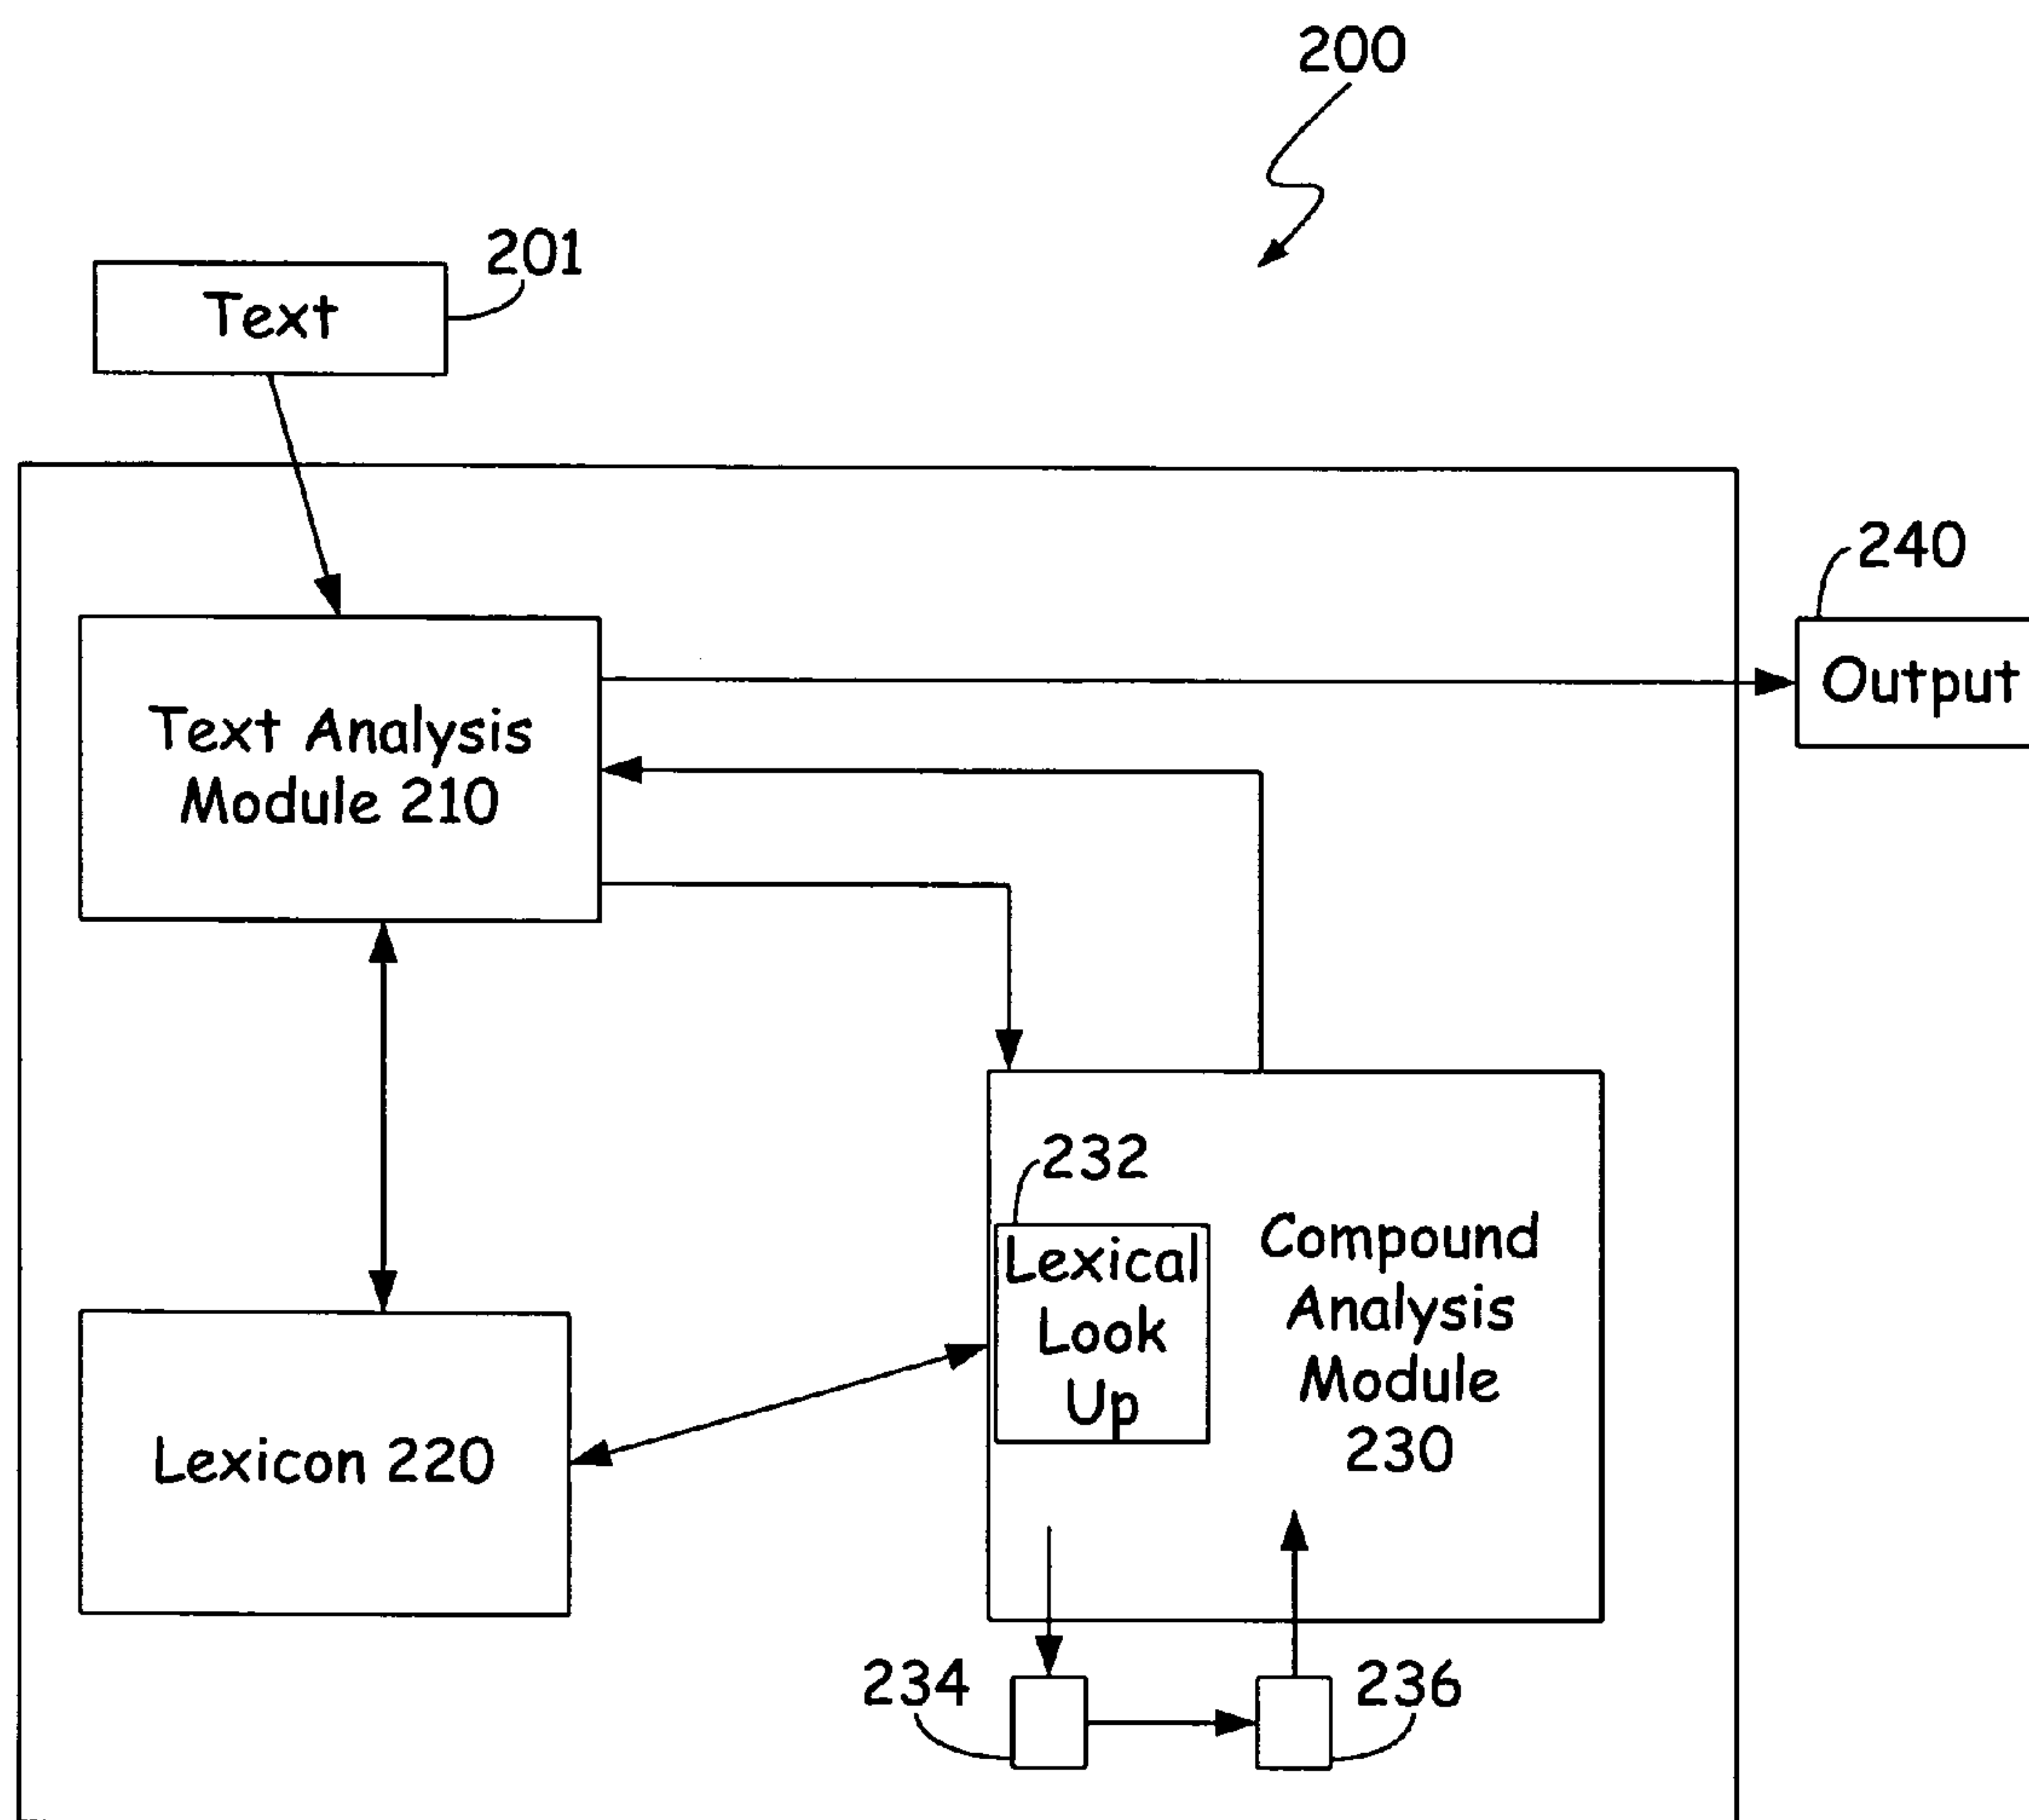 200
201
Text
240
Output
Text Analysis
Module 210
232
Lexical
Look
Up
Compound
Analysis
Module
230
Lexicon 220
234
236